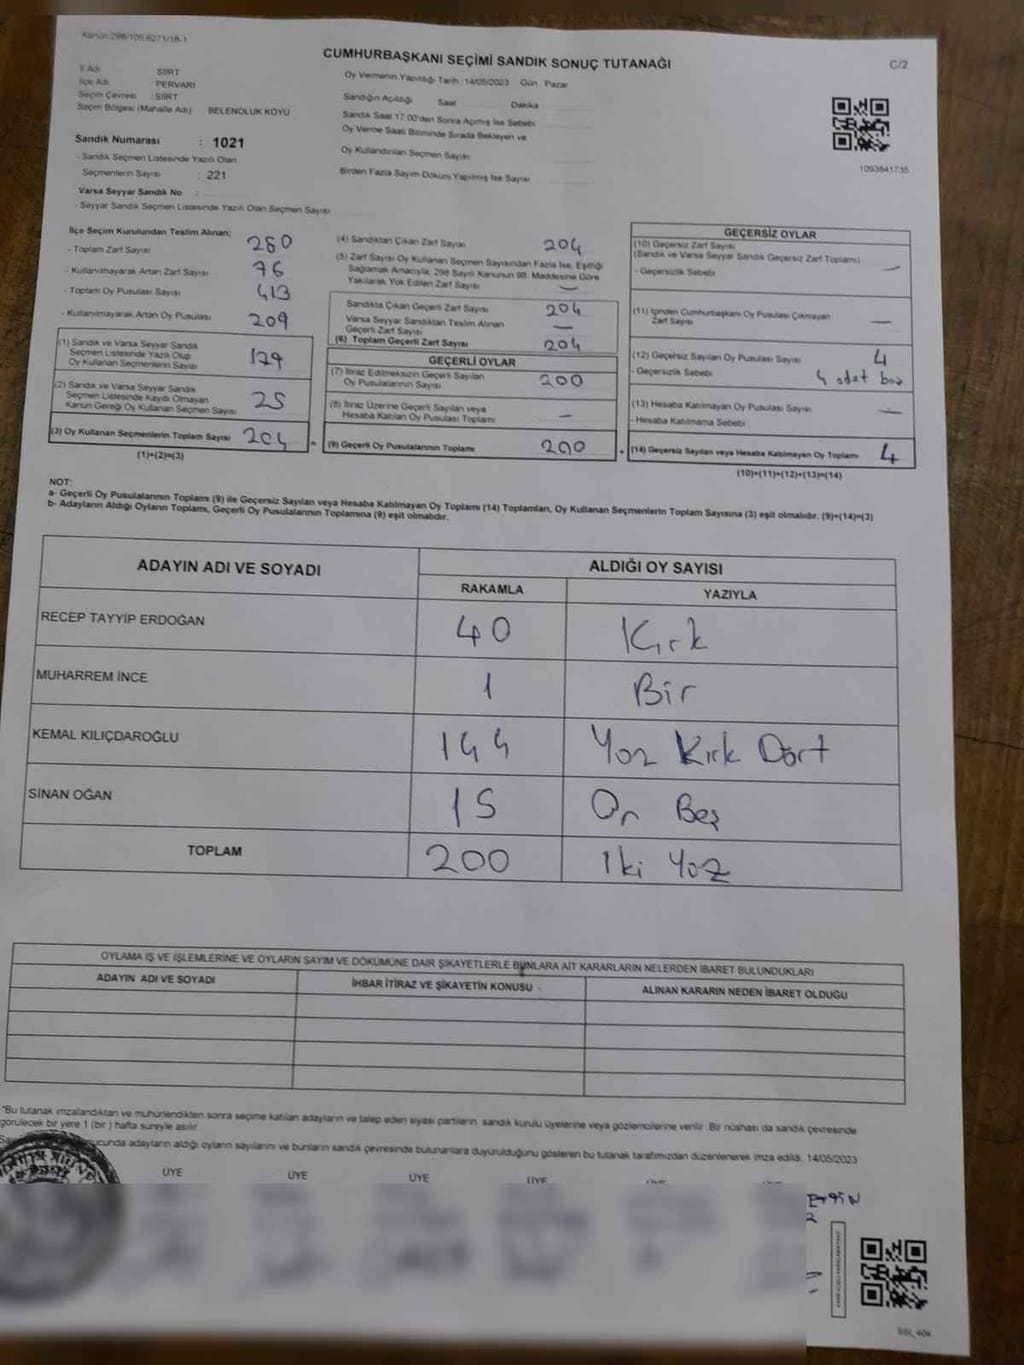 Kanun 298/105,6271/18-1
CUMHURBAŞKANI SEÇİMİ SANDIK SONUÇ TUTANAĞI
C/2
İl Adı SİİRT
İlçe Adı PERVARİ
Seçim Çevresi : SİİRT
Seçim Bölgesi (Mahalle Adı) BELENOLUK KÖYÜ
Sandık Numarası : 1021
- Sandık Seçmen Listesinde Yazılı Olan
Seçmenlerin Sayısı : 221
Varsa Seyyar Sandık No
- Seyyar Sandık Seçmen Listesinde Yazılı Olan Seçmen Sayısı
Oy Vermenin Yapıldığı Tarih :14/05/2023 Gün Pazar
Sandığın Açıldığı Saat Dakika
Sandık Saat 17:00'den Sonra Açılmış İse Sebebi
Oy Verme Saati Bitiminde Sırada Bekleyen ve
Oy Kullandırılan Seçmen Sayısı
Birden Fazla Sayım Döküm Yapılmış İse Sayısı
1093841735
İlçe Seçim Kurulundan Teslim Alınan;
- Toplam Zarf Sayısı 280
- Kullanılmayarak Artan Zarf Sayısı 76
- Toplam Oy Pusulası Sayısı 413
- Kullanılmayarak Artan Oy Pusulası 209
(1) Sandık ve Varsa Seyyar Sandık
Seçmen Listesinde Yazılı Olup
Oy Kullanan Seçmenlerin Sayısı 179
(2) Sandık ve Varsa Seyyar Sandık
Seçmen Listesinde Kaydı Olmayan
Kanun Gereği Oy Kullanan Seçmen Sayısı 25
(3) Oy Kullanan Seçmenlerin Toplam Sayısı 204 =
(1)+(2)=(3)
(4) Sandıktan Çıkan Zarf Sayısı 204
(5) Zarf Sayısı Oy Kullanan Seçmen Sayısından Fazla İse, Eşitliği
Sağlamak Amacıyla, 298 Sayılı Kanunun 98. Maddesine Göre
Yakılarak Yok Edilen Zarf Sayısı —
Sandıkta Çıkan Geçerli Zarf Sayısı 204
Varsa Seyyar Sandıktan Teslim Alınan
Geçerli Zarf Sayısı —
(6) Toplam Geçerli Zarf Sayısı 204
GEÇERLİ OYLAR
(7) İtiraz Edilmeksizin Geçerli Sayılan
Oy Pusulalarının Sayısı 200
(8) İtiraz Üzerine Geçerli Sayılan veya
Hesaba Katılan Oy Pusulası Toplamı —
(9) Geçerli Oy Pusulalarının Toplamı 200 +
GEÇERSİZ OYLAR
(10) Geçersiz Zarf Sayısı
(Sandık ve Varsa Seyyar Sandık Geçersiz Zarf Toplamı)
- Geçersizlik Sebebi —
(11) İçinden Cumhurbaşkanı Oy Pusulası Çıkmayan
Zarf Sayısı —
(12) Geçersiz Sayılan Oy Pusulası Sayısı 4
- Geçersizlik Sebebi 4 adet boş
(13) Hesaba Katılmayan Oy Pusulası Sayısı —
- Hesaba Katılmama Sebebi
(14) Geçersiz Sayılan veya Hesaba Katılmayan Oy Toplamı 4
(10)+(11)+(12)+(13)=(14)
NOT:
a- Geçerli Oy Pusulalarının Toplamı (9) ile Geçersiz Sayılan veya Hesaba Katılmayan Oy Toplamı (14) Toplamları, Oy Kullanan Seçmenlerin Toplam Sayısına (3) eşit olmalıdır. (9)+(14)=(3)
b- Adayların Aldığı Oyların Toplamı, Geçerli Oy Pusulalarının Toplamına (9) eşit olmalıdır.
ADAYIN ADI VE SOYADI
ALDIĞI OY SAYISI
RAKAMLA YAZIYLA
RECEP TAYYİP ERDOĞAN 40 Kırk
MUHARREM İNCE 1 Bir
KEMAL KILIÇDAROĞLU 144 Yoz Kırk Dört
SİNAN OĞAN 15 On Beş
TOPLAM 200 İki Yoz
OYLAMA İŞ VE İŞLEMLERİNE VE OYLARIN SAYIM VE DÖKÜMÜNE DAİR ŞİKAYETLERLE BUNLARA AİT KARARLARIN NELERDEN İBARET BULUNDUKLARI
ADAYIN ADI VE SOYADI İHBAR İTİRAZ VE ŞİKAYETİN KONUSU ALINAN KARARIN NEDEN İBARET OLDUĞU
*Bu tutanak imzalandıktan ve mühürlendikten sonra seçime katılan adayların ve talep eden siyasi partilerin sandık kurulu üyelerine veya gözlemcilerine verilir. Bir nüshası da sandık çevresinde
görülecek bir yere 1 (bir) hafta süreyle asılır.
adayların aldığı oyların sayılarını ve bunların sandık çevresinde bulunanlara duyurulduğunu gösteren bu tutanak tarafımızdan düzenlenerek imza edildi. 14/05/2023
ÜYE ÜYE ÜYE ÜYE